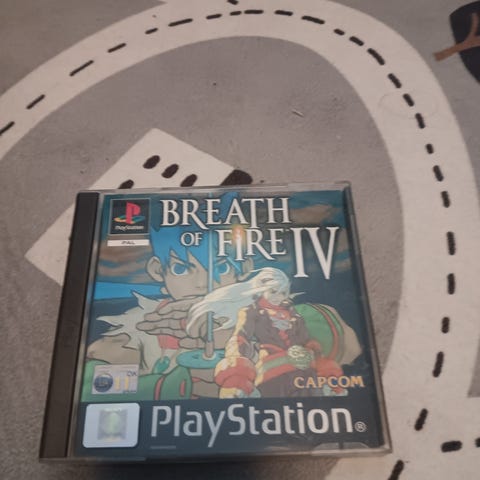 PlayStation
PAL
BREATH
OF FIRE IV
CAPCOM
PlayStation®